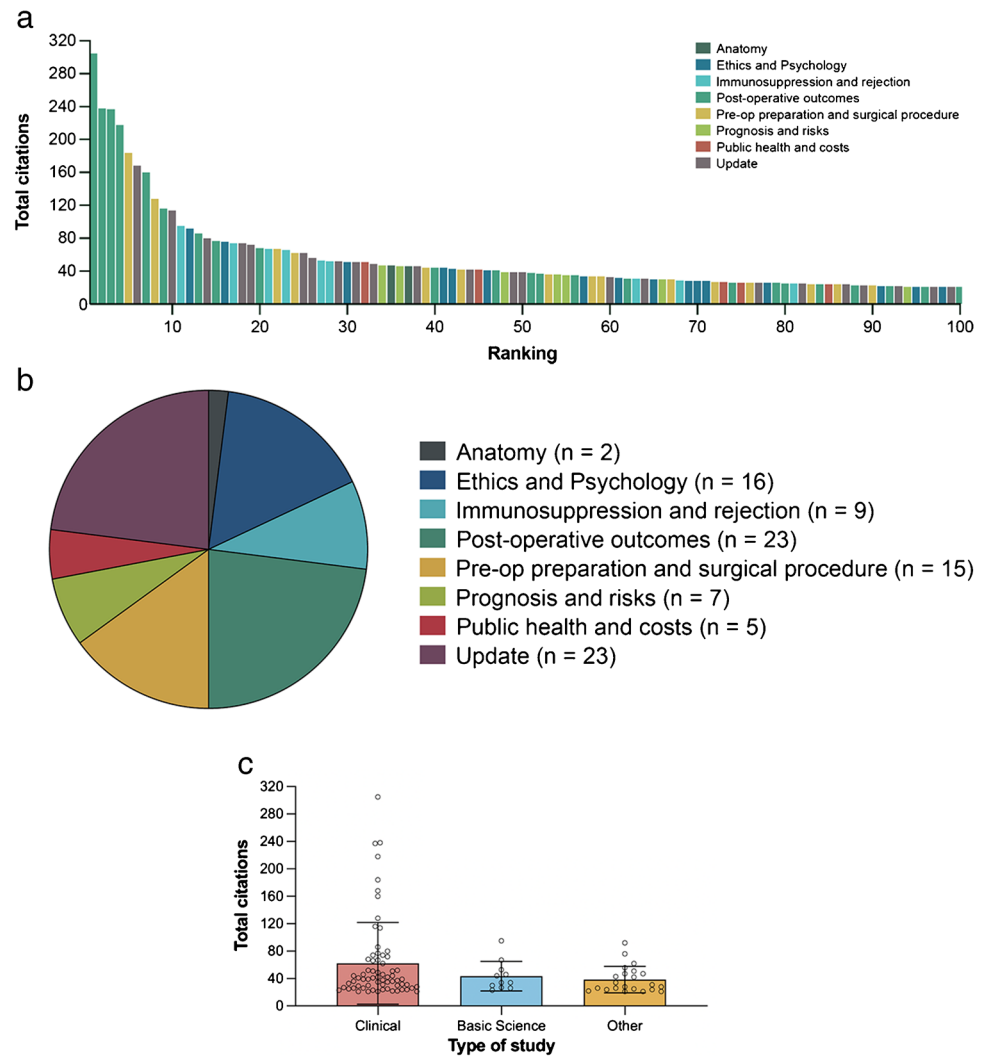 a
320
280
240
200
160
120
80
40
0
Total citations
10 20 30 40 50 60 70 80 90 100
Ranking
Anatomy
Ethics and Psychology
Immunosuppression and rejection
Post-operative outcomes
Pre-op preparation and surgical procedure
Prognosis and risks
Public health and costs
Update
b
Anatomy (n = 2)
Ethics and Psychology (n = 16)
Immunosuppression and rejection (n = 9)
Post-operative outcomes (n = 23)
Pre-op preparation and surgical procedure (n = 15)
Prognosis and risks (n = 7)
Public health and costs (n = 5)
Update (n = 23)
c
320
280
240
200
160
120
80
40
0
Total citations
Clinical Basic Science Other
Type of study